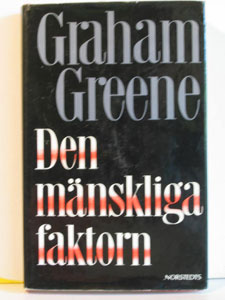 Graham
Greene
Den
mänskliga
faktorn
NORSTEDTS